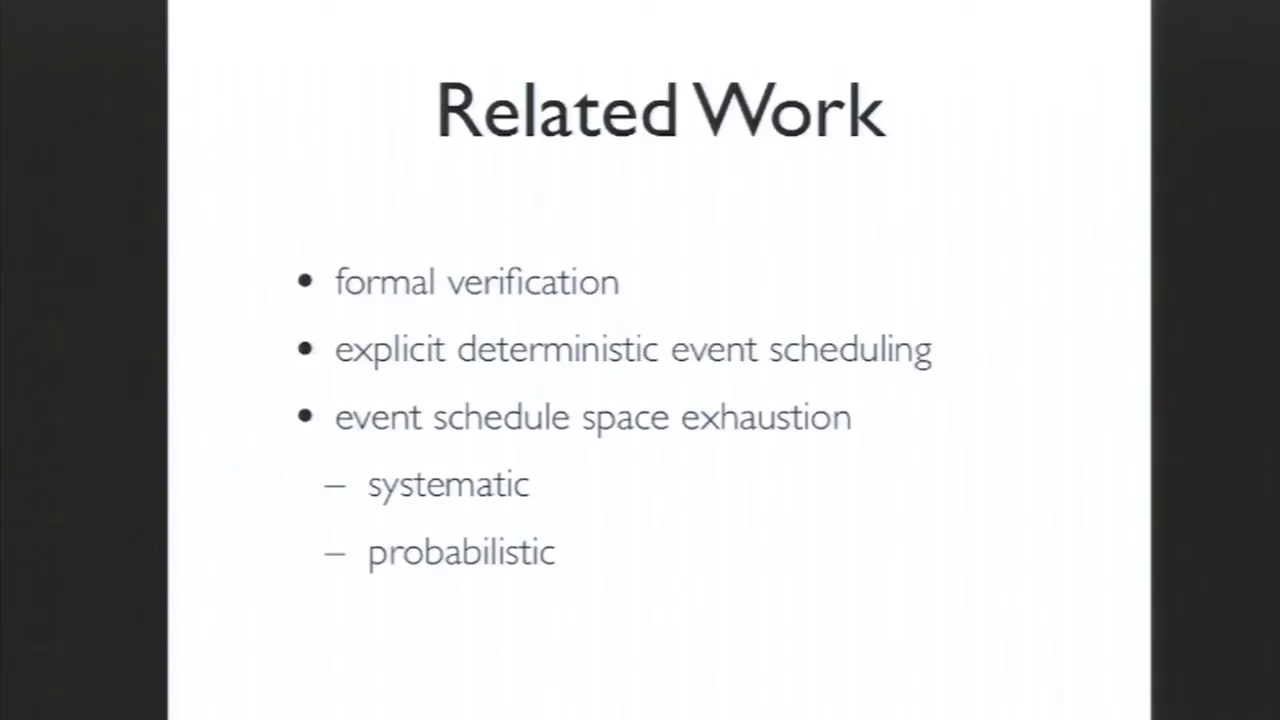 Related Work
• formal verification
• explicit deterministic event scheduling
• event schedule space exhaustion
– systematic
– probabilistic